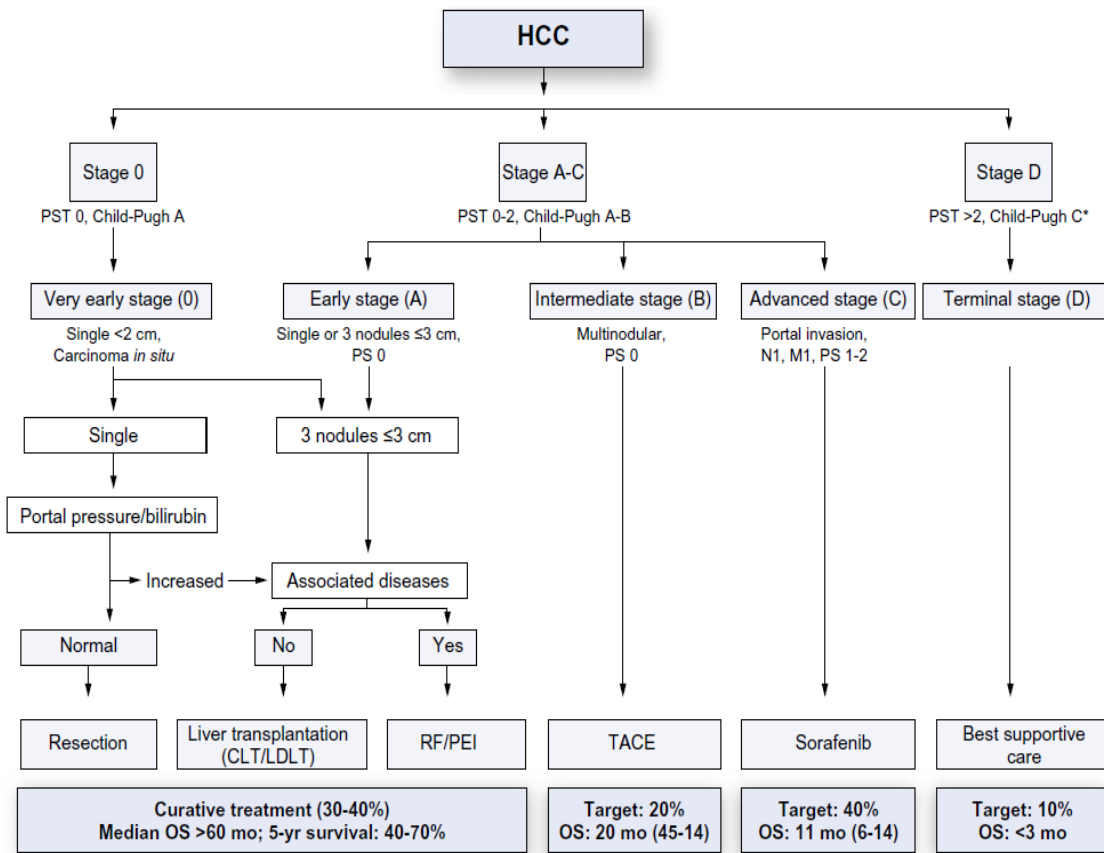 HCC
Stage 0
Stage A-C
Stage D
PST 0, Child-Pugh A
PST 0-2, Child-Pugh A-B
PST >2, Child-Pugh C*
Very early stage (0)
Early stage (A)
Intermediate stage (B)
Advanced stage (C)
Terminal stage (D)
Single <2 cm,
Carcinoma in situ
Single or 3 nodules ≤3 cm,
PS 0
Multinodular,
PS 0
Portal invasion,
N1, M1, PS 1-2
Single
3 nodules ≤3 cm
Portal pressure/bilirubin
Increased
Associated diseases
Normal
No
Yes
Resection
Liver transplantation
(CLT/LDLT)
RF/PEI
TACE
Sorafenib
Best supportive
care
Curative treatment (30-40%)
Median OS >60 mo; 5-yr survival: 40-70%
Target: 20%
OS: 20 mo (45-14)
Target: 40%
OS: 11 mo (6-14)
Target: 10%
OS: <3 mo